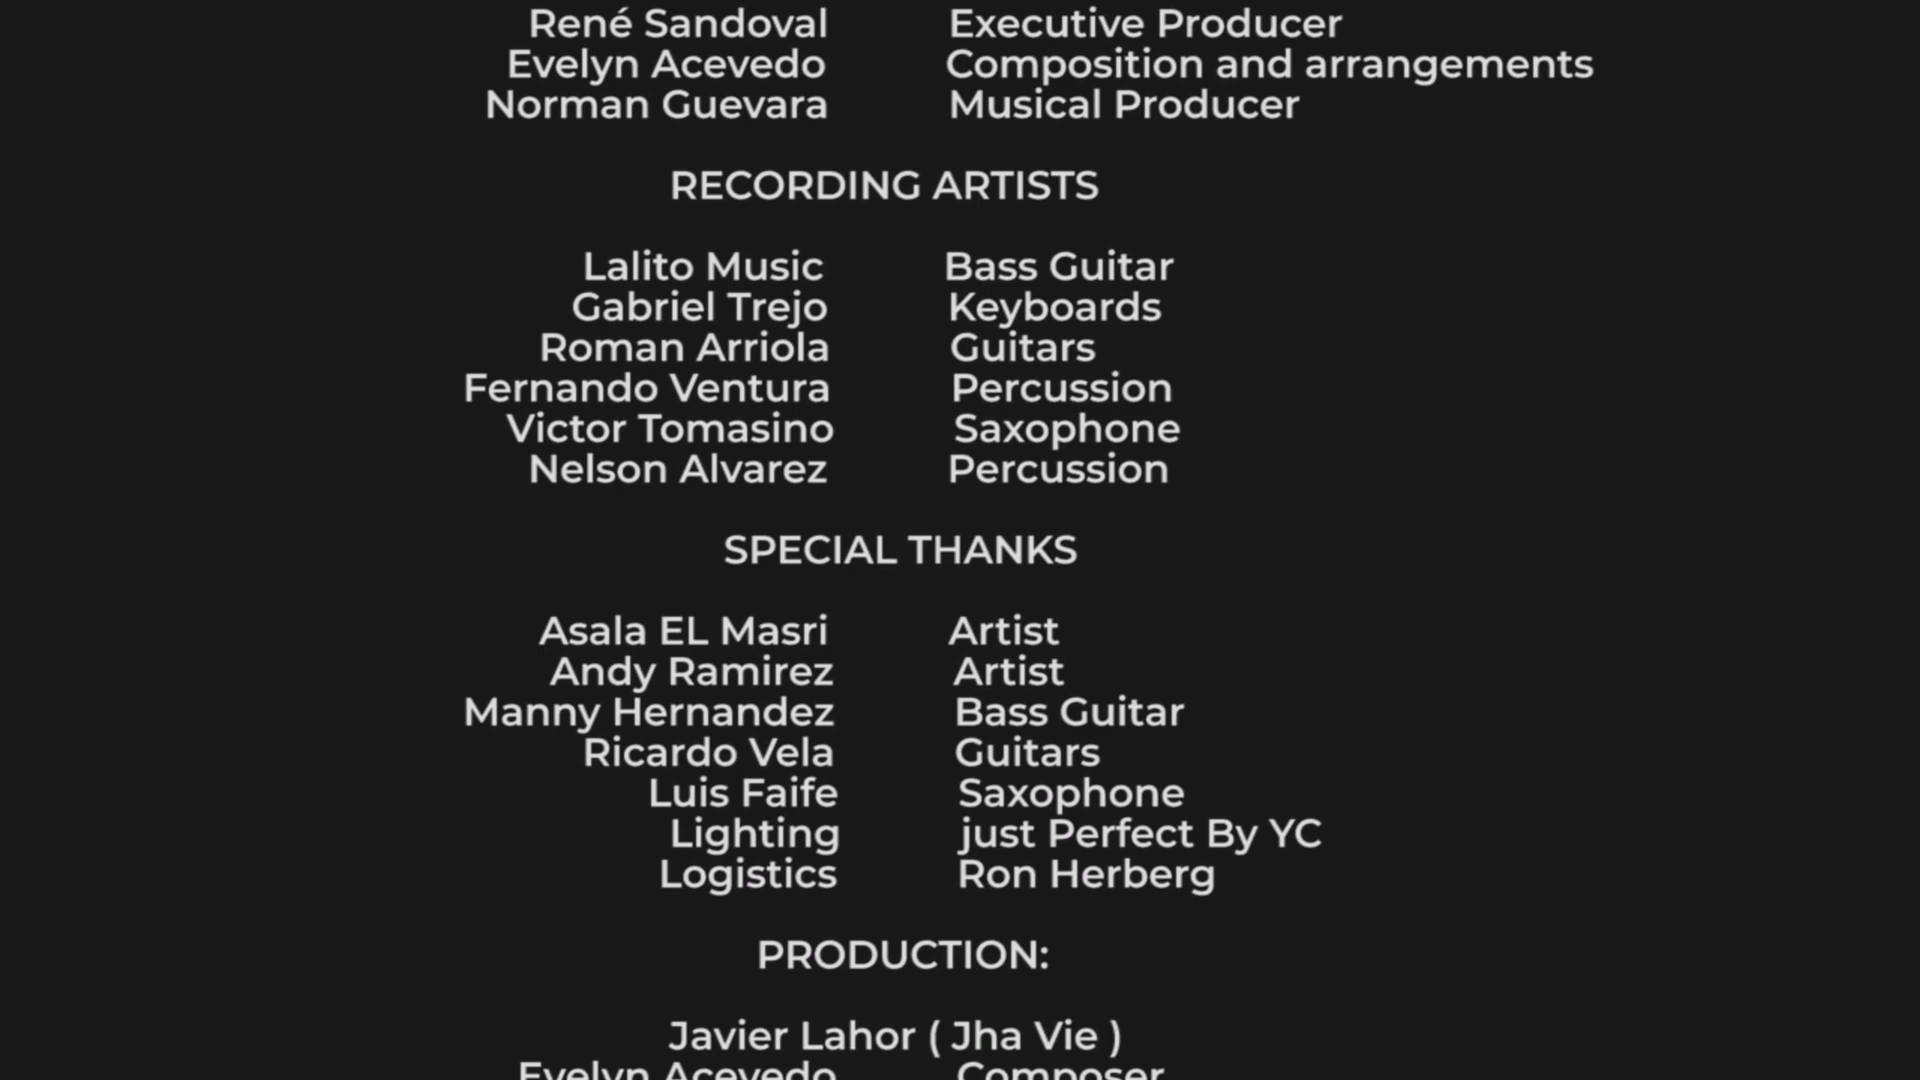 René Sandoval Executive Producer
Evelyn Acevedo Composition and arrangements
Norman Guevara Musical Producer
RECORDING ARTISTS
Lalito Music Bass Guitar
Gabriel Trejo Keyboards
Roman Arriola Guitars
Fernando Ventura Percussion
Victor Tomasino Saxophone
Nelson Alvarez Percussion
SPECIAL THANKS
Asala EL Masri Artist
Andy Ramirez Artist
Manny Hernandez Bass Guitar
Ricardo Vela Guitars
Luis Faife Saxophone
Lighting just Perfect By YC
Logistics Ron Herberg
PRODUCTION:
Javier Lahor ( Jha Vie )
Evelyn Acevedo Composer